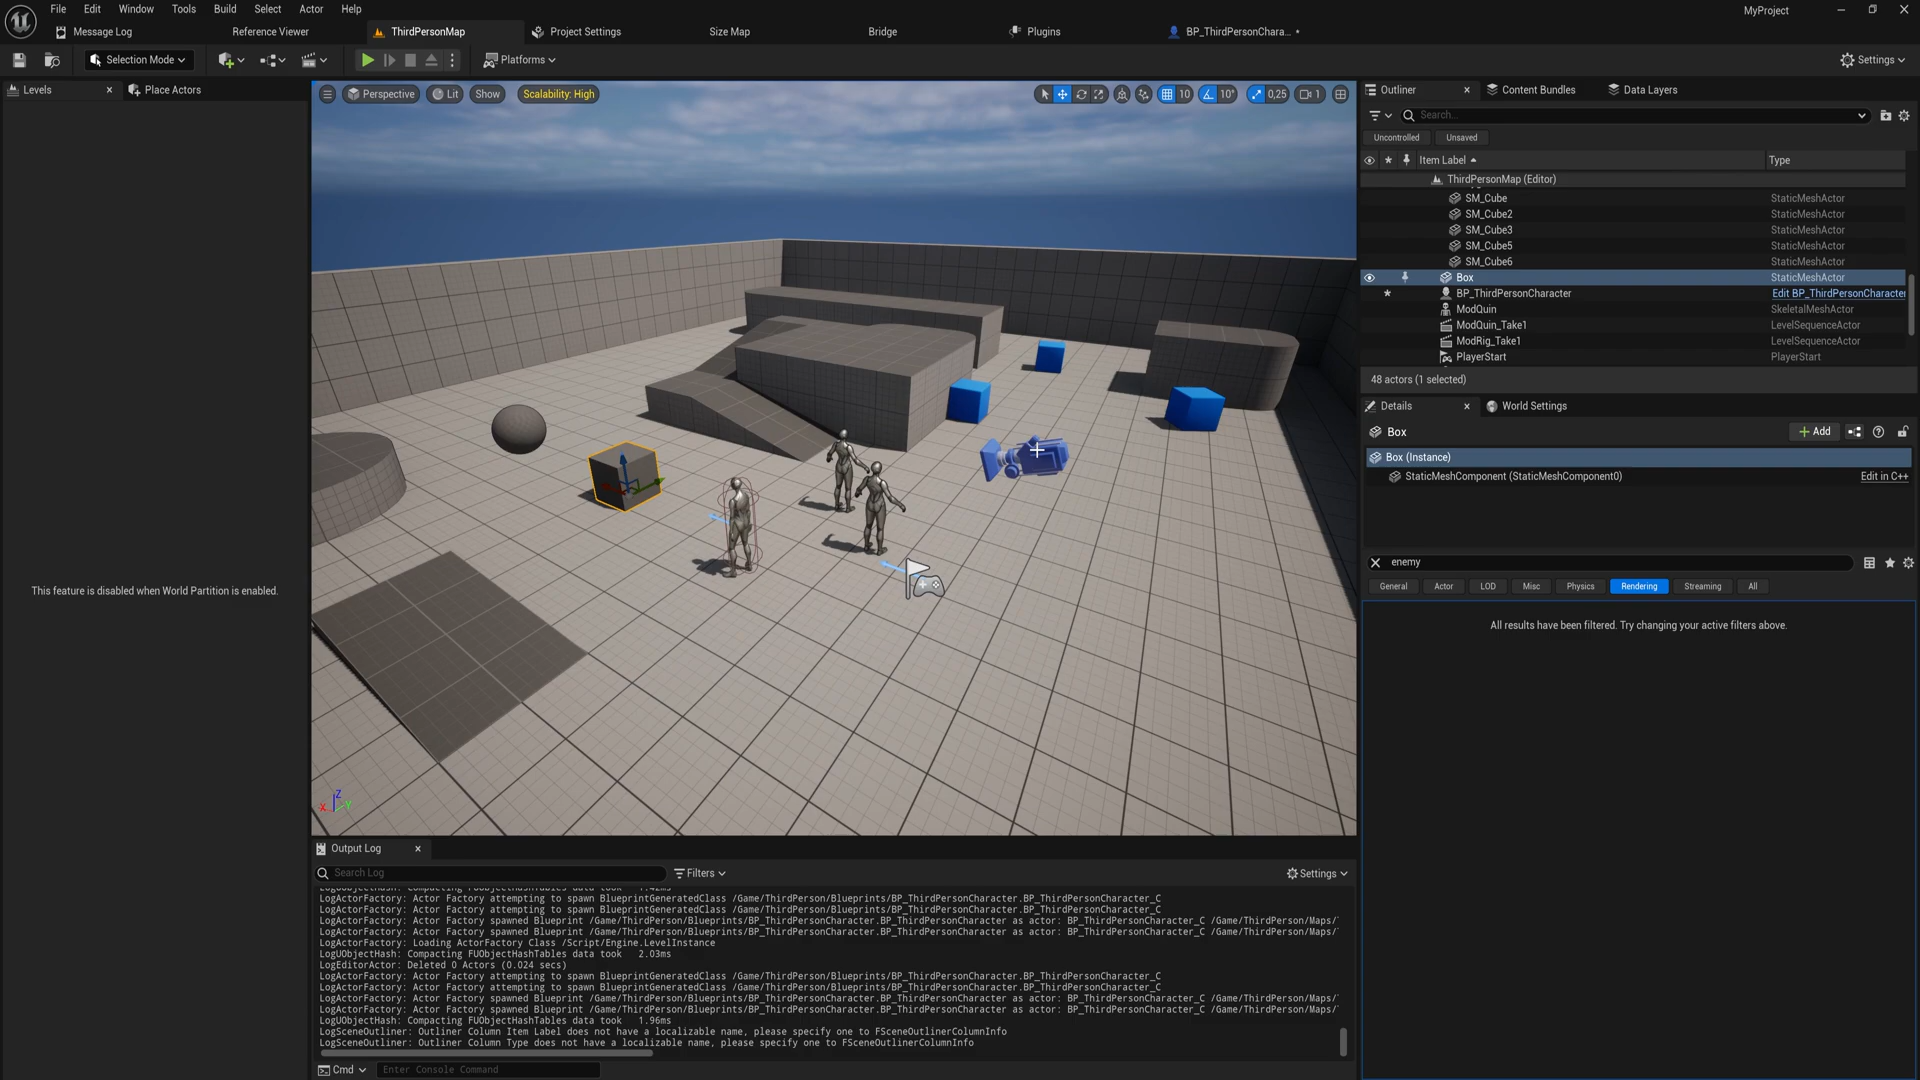 File Edit Window Tools Build Select Actor Help
MyProject
Message Log
Reference Viewer
ThirdPersonMap
Project Settings
Size Map
Bridge
Plugins
BP_ThirdPersonChara... •
Selection Mode
Platforms
Settings
Levels
Place Actors
This feature is disabled when World Partition is enabled.
Perspective
Lit
Show
Scalability: High
10
10°
0,25
1
X Z Y
Outliner
Content Bundles
Data Layers
Search...
Uncontrolled
Unsaved
Item Label
Type
ThirdPersonMap (Editor)
SM_Cube StaticMeshActor
SM_Cube2 StaticMeshActor
SM_Cube3 StaticMeshActor
SM_Cube5 StaticMeshActor
SM_Cube6 StaticMeshActor
Box StaticMeshActor
BP_ThirdPersonCharacter Edit BP_ThirdPersonCharacter
ModQuin SkeletalMeshActor
ModQuin_Take1 LevelSequenceActor
ModRig_Take1 LevelSequenceActor
PlayerStart PlayerStart
48 actors (1 selected)
Details
World Settings
Box
Add
Box (Instance)
StaticMeshComponent (StaticMeshComponent0) Edit in C++
enemy
General Actor LOD Misc Physics Rendering Streaming All
All results have been filtered. Try changing your active filters above.
Output Log
Search Log
Filters
Settings
LogActorFactory: Actor Factory attempting to spawn BlueprintGeneratedClass /Game/ThirdPerson/Blueprints/BP_ThirdPersonCharacter.BP_ThirdPersonCharacter_C
LogActorFactory: Actor Factory attempting to spawn BlueprintGeneratedClass /Game/ThirdPerson/Blueprints/BP_ThirdPersonCharacter.BP_ThirdPersonCharacter_C
LogActorFactory: Actor Factory spawned Blueprint /Game/ThirdPerson/Blueprints/BP_ThirdPersonCharacter.BP_ThirdPersonCharacter as actor: BP_ThirdPersonCharacter_C /Game/ThirdPerson/Maps/
LogActorFactory: Actor Factory spawned Blueprint /Game/ThirdPerson/Blueprints/BP_ThirdPersonCharacter.BP_ThirdPersonCharacter as actor: BP_ThirdPersonCharacter_C /Game/ThirdPerson/Maps/
LogActorFactory: Loading ActorFactory Class /Script/Engine.LevelInstance
LogUObjectHash: Compacting FUObjectHashTables data took 2.03ms
LogEditorActor: Deleted 0 Actors (0.024 secs)
LogActorFactory: Actor Factory attempting to spawn BlueprintGeneratedClass /Game/ThirdPerson/Blueprints/BP_ThirdPersonCharacter.BP_ThirdPersonCharacter_C
LogActorFactory: Actor Factory attempting to spawn BlueprintGeneratedClass /Game/ThirdPerson/Blueprints/BP_ThirdPersonCharacter.BP_ThirdPersonCharacter_C
LogActorFactory: Actor Factory spawned Blueprint /Game/ThirdPerson/Blueprints/BP_ThirdPersonCharacter.BP_ThirdPersonCharacter as actor: BP_ThirdPersonCharacter_C /Game/ThirdPerson/Maps/
LogActorFactory: Actor Factory spawned Blueprint /Game/ThirdPerson/Blueprints/BP_ThirdPersonCharacter.BP_ThirdPersonCharacter as actor: BP_ThirdPersonCharacter_C /Game/ThirdPerson/Maps/
LogUObjectHash: Compacting FUObjectHashTables data took 1.96ms
LogSceneOutliner: Outliner Column Item Label does not have a localizable name, please specify one to FSceneOutlinerColumnInfo
LogSceneOutliner: Outliner Column Type does not have a localizable name, please specify one to FSceneOutlinerColumnInfo
Cmd
Enter Console Command